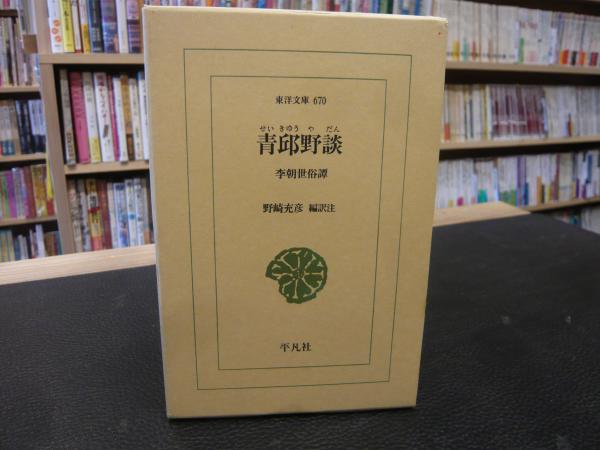 東洋文庫 670
せい きゆう や だん
青邱野談
李朝世俗譚
野崎充彦 編訳注
平凡社